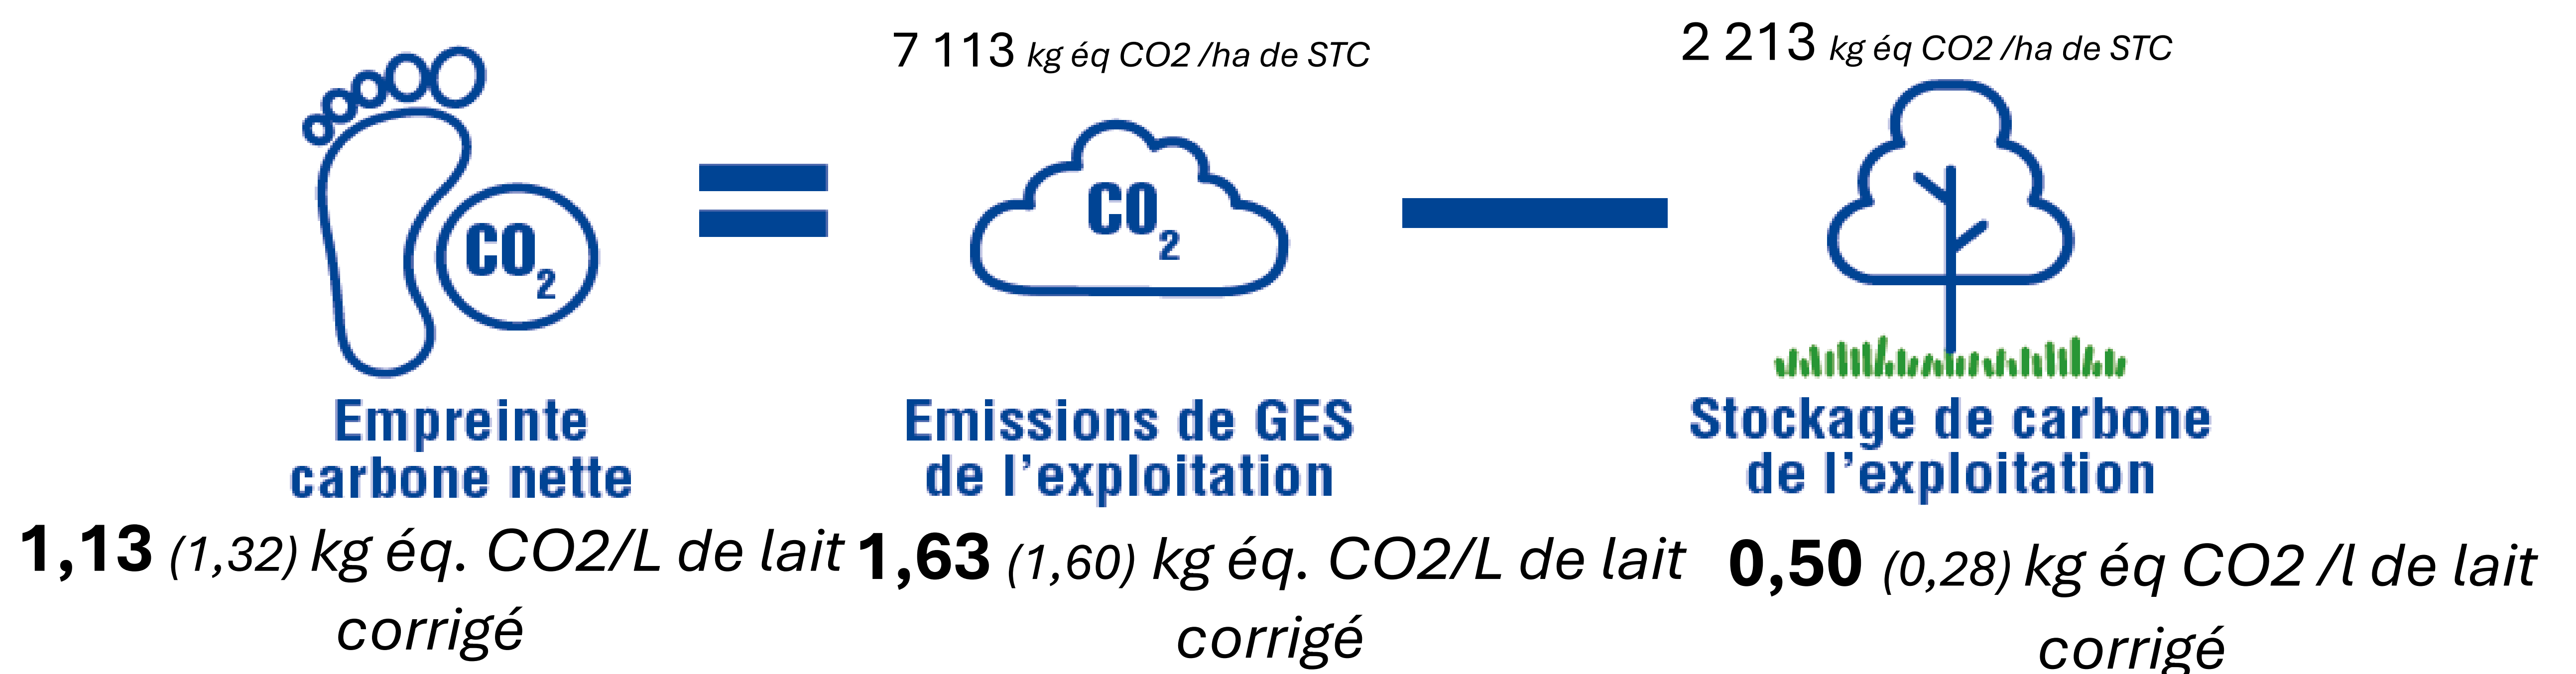 7 113 kg éq CO2 /ha de STC
2 213 kg éq CO2 /ha de STC
CO2
CO2
Empreinte
carbone nette
1,13 (1,32) kg éq. CO2/L de lait
corrigé
Emissions de GES
de l’exploitation
1,63 (1,60) kg éq. CO2/L de lait
corrigé
Stockage de carbone
de l’exploitation
0,50 (0,28) kg éq CO2 /l de lait
corrigé